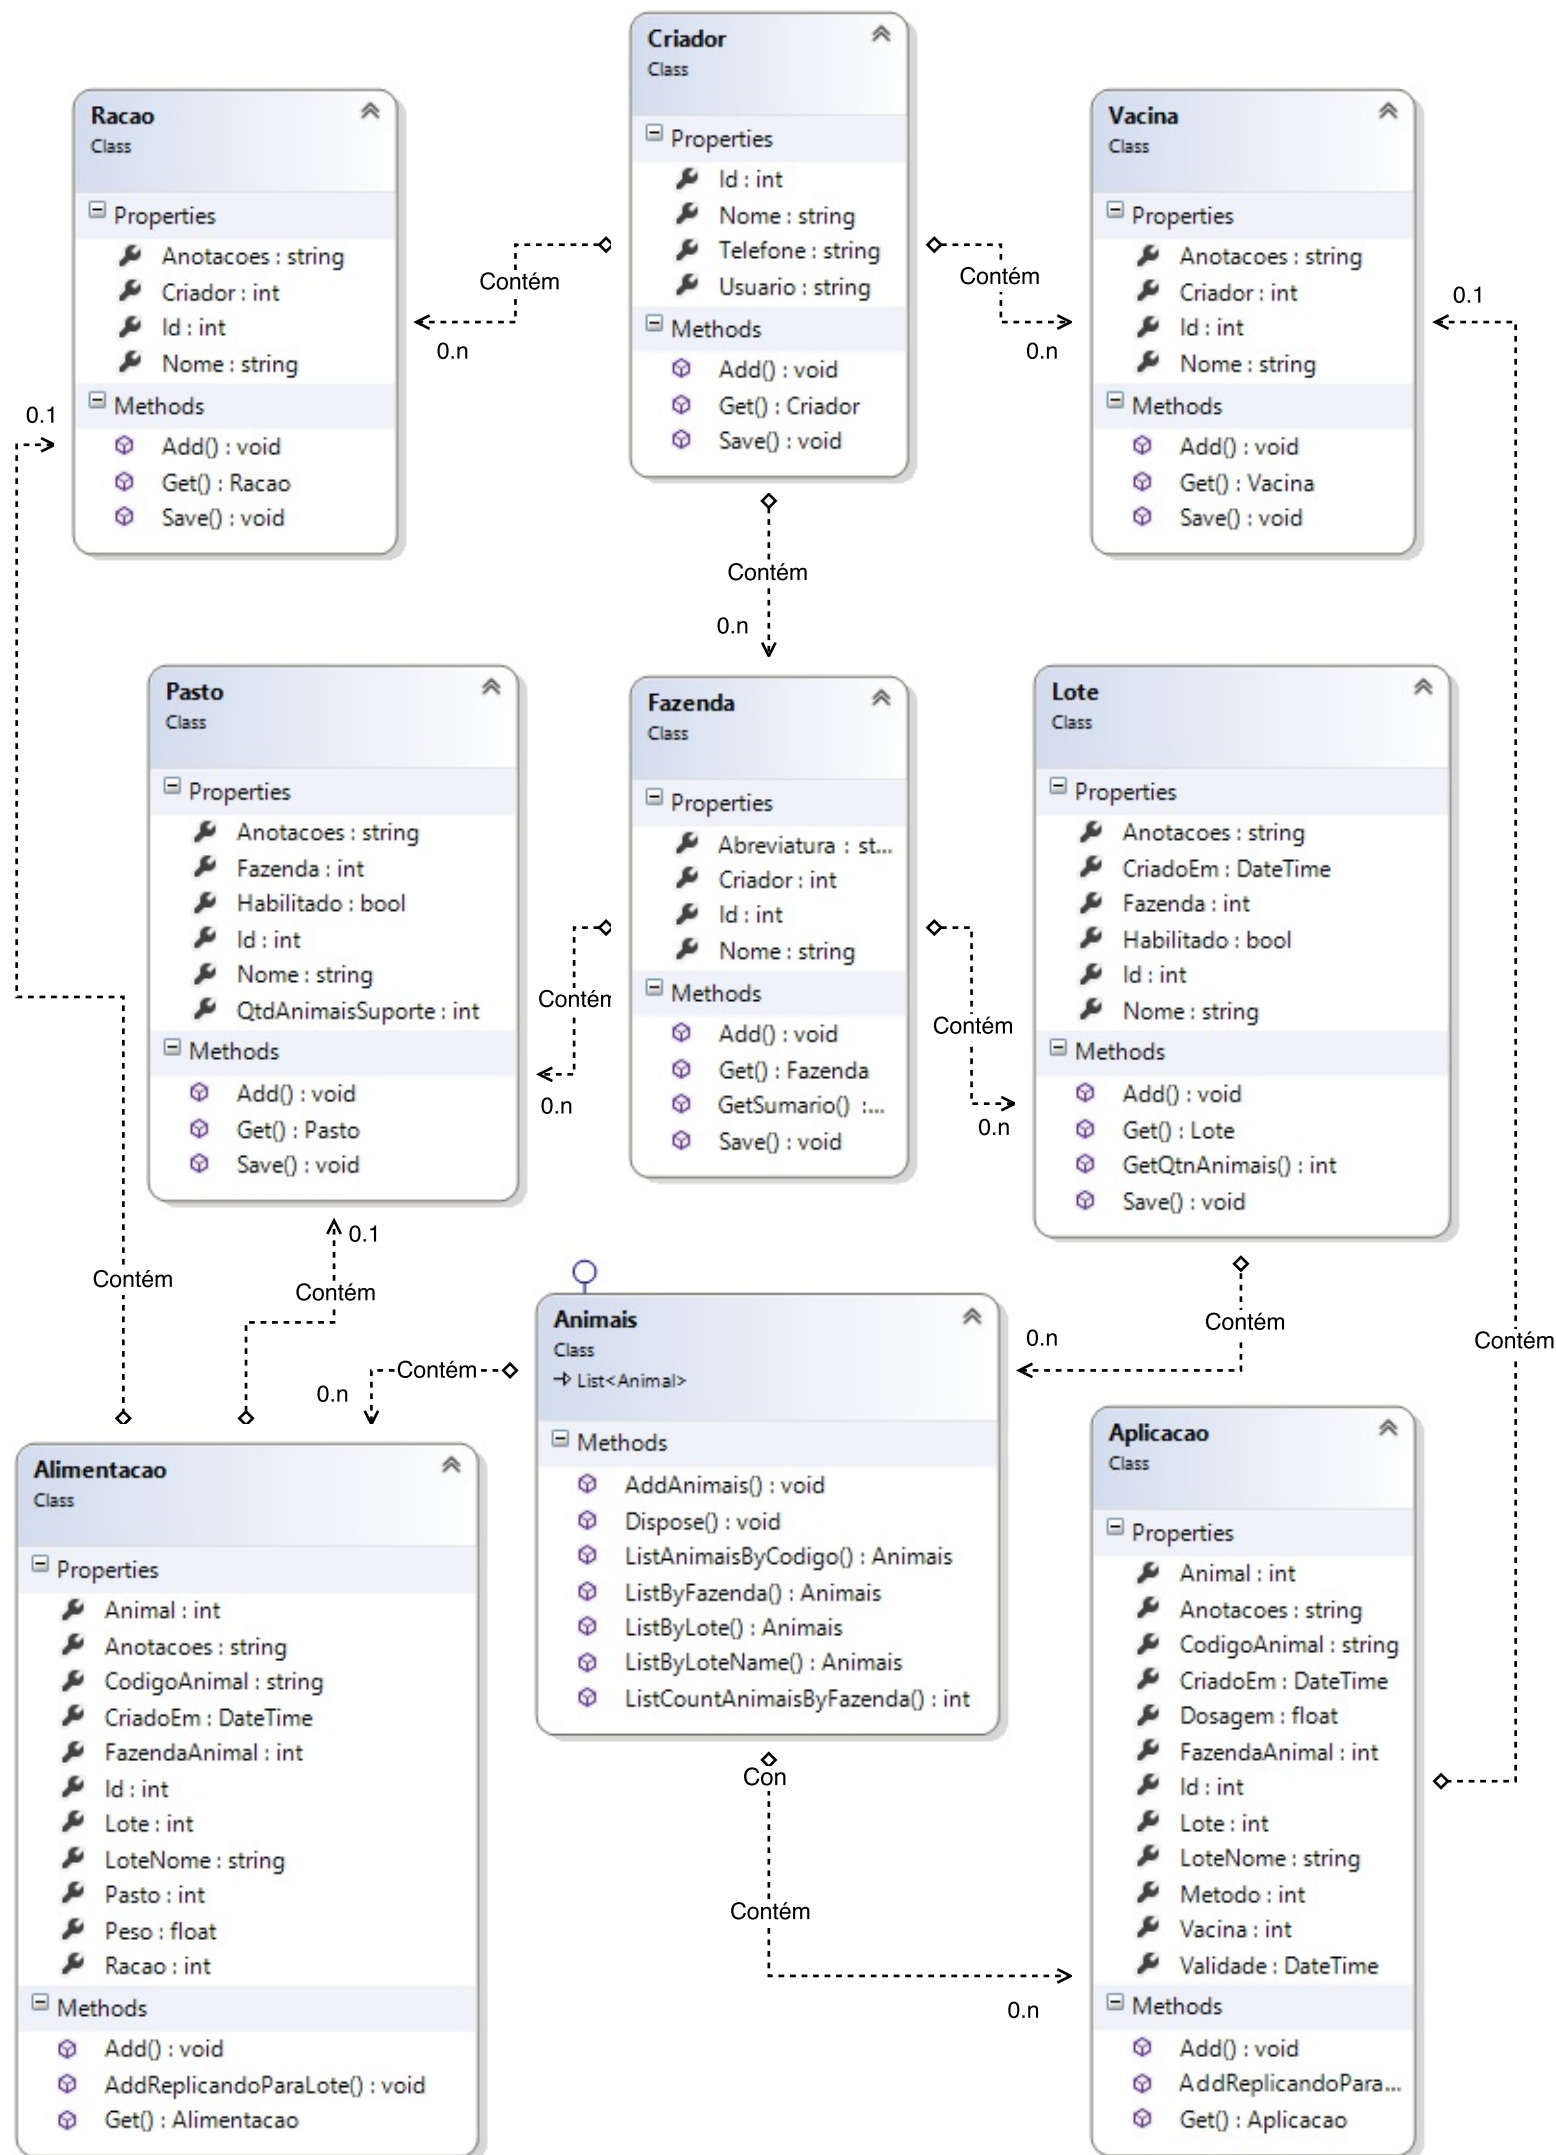 Criador
Class
Properties
Id : int
Nome : string
Telefone : string
Usuario : string
Methods
Add() : void
Get() : Criador
Save() : void
Racao
Class
Properties
Anotacoes : string
Criador : int
Id : int
Nome : string
Methods
Add() : void
Get() : Racao
Save() : void
Vacina
Class
Properties
Anotacoes : string
Criador : int
Id : int
Nome : string
Methods
Add() : void
Get() : Vacina
Save() : void
Contém
0.n
Contém
0.n
0.1
0.1
Contém
0.n
Pasto
Class
Properties
Anotacoes : string
Fazenda : int
Habilitado : bool
Id : int
Nome : string
QtdAnimaisSuporte : int
Methods
Add() : void
Get() : Pasto
Save() : void
Fazenda
Class
Properties
Abreviatura : st...
Criador : int
Id : int
Nome : string
Methods
Add() : void
Get() : Fazenda
GetSumario() :...
Save() : void
Lote
Class
Properties
Anotacoes : string
CriadoEm : DateTime
Fazenda : int
Habilitado : bool
Id : int
Nome : string
Methods
Add() : void
Get() : Lote
GetQtnAnimais() : int
Save() : void
Contém
0.n
Contém
0.n
0.1
Contém
Contém
Contém
0.n
Contém
0.n
Contém
Animais
Class
List<Animal>
Methods
AddAnimais() : void
Dispose() : void
ListAnimaisByCodigo() : Animais
ListByFazenda() : Animais
ListByLote() : Animais
ListByLoteName() : Animais
ListCountAnimaisByFazenda() : int
Con
Contém
0.n
Alimentacao
Class
Properties
Animal : int
Anotacoes : string
CodigoAnimal : string
CriadoEm : DateTime
FazendaAnimal : int
Id : int
Lote : int
LoteNome : string
Pasto : int
Peso : float
Racao : int
Methods
Add() : void
AddReplicandoParaLote() : void
Get() : Alimentacao
Aplicacao
Class
Properties
Animal : int
Anotacoes : string
CodigoAnimal : string
CriadoEm : DateTime
Dosagem : float
FazendaAnimal : int
Id : int
Lote : int
LoteNome : string
Metodo : int
Vacina : int
Validade : DateTime
Methods
Add() : void
AddReplicandoPara...
Get() : Aplicacao